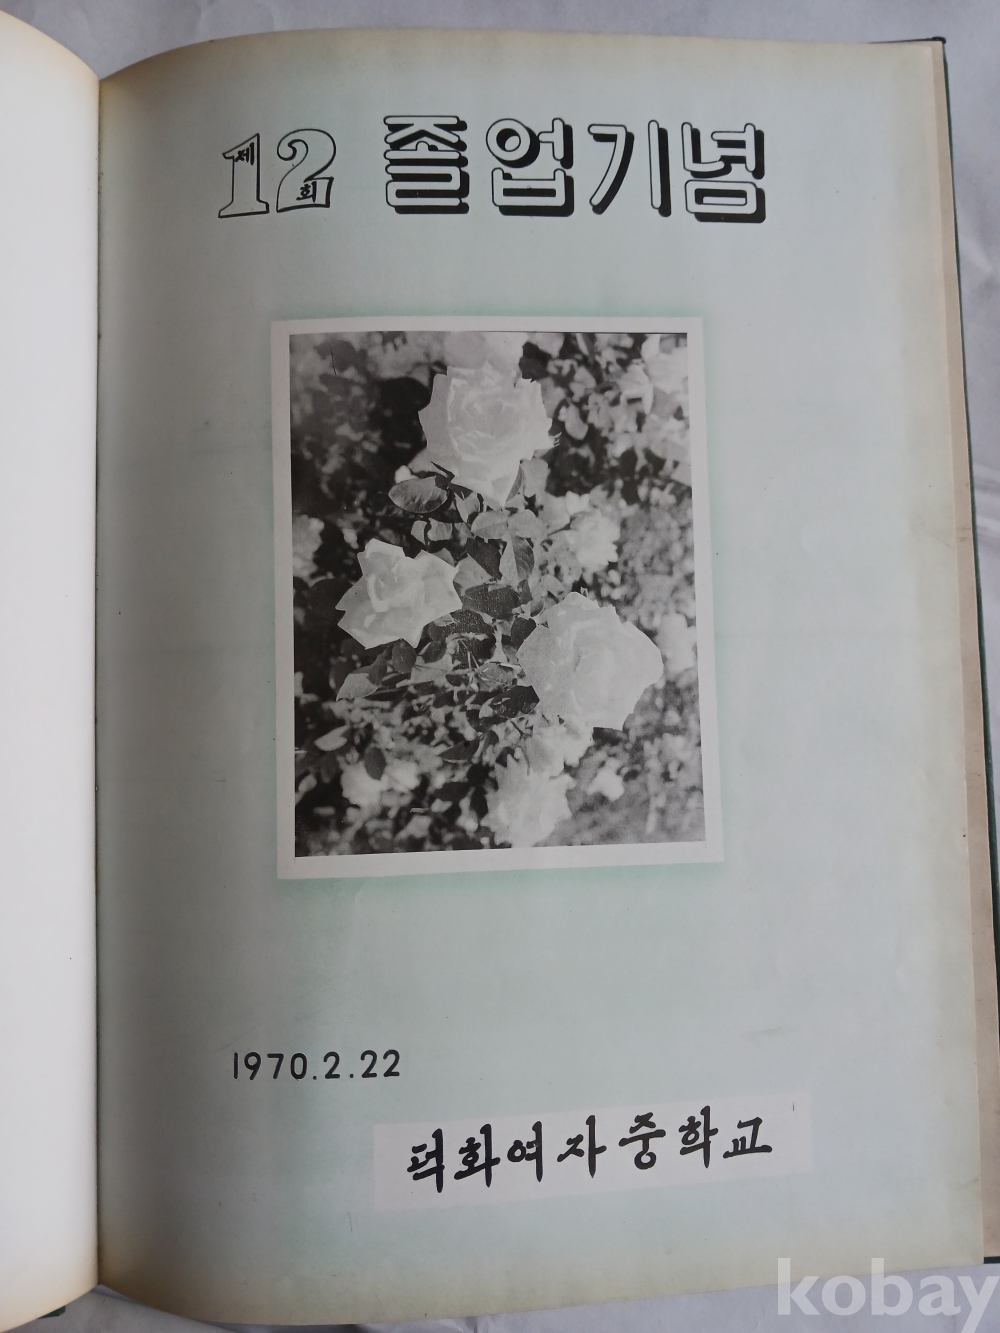 제12회 졸업기념
1970.2.22
덕화여자중학교
kobay